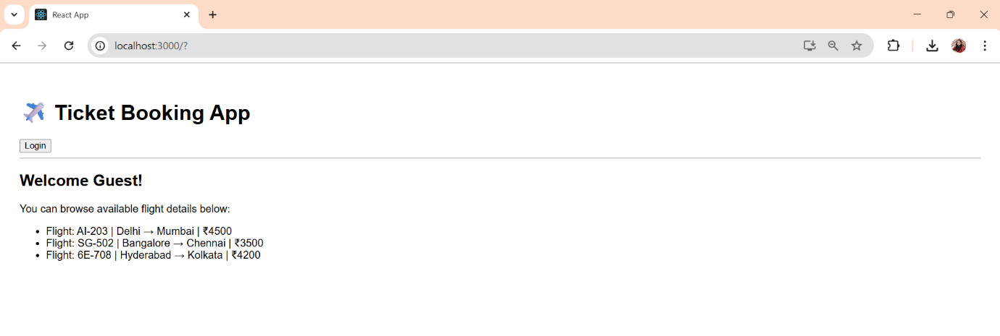 React App
localhost:3000/?
✈️ Ticket Booking App
Login
Welcome Guest!
You can browse available flight details below:
• Flight: AI-203 | Delhi → Mumbai | ₹4500
• Flight: SG-502 | Bangalore → Chennai | ₹3500
• Flight: 6E-708 | Hyderabad → Kolkata | ₹4200